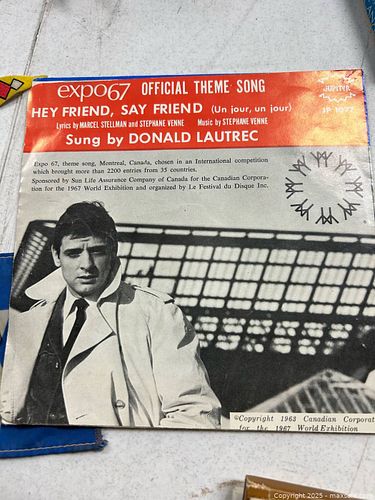 expo67 OFFICIAL THEME SONG
JUPITER
JP 1027
HEY FRIEND, SAY FRIEND (Un jour, un jour)
Lyrics by MARCEL STELLMAN and STEPHANE VENNE Music by STEPHANE VENNE
Sung by DONALD LAUTREC
Expo 67, theme song, Montreal, Canada, chosen in an International competition
which brought more than 2200 entries from 35 countries.
Sponsored by Sun Life Assurance Company of Canada for the Canadian Corpora-
tion for the 1967 World Exhibition and organized by Le Festival du Disque Inc.
©Copyright 1963 Canadian Corporat
for the 1967 World Exhibition
Copyright 2025 - maxsold.com